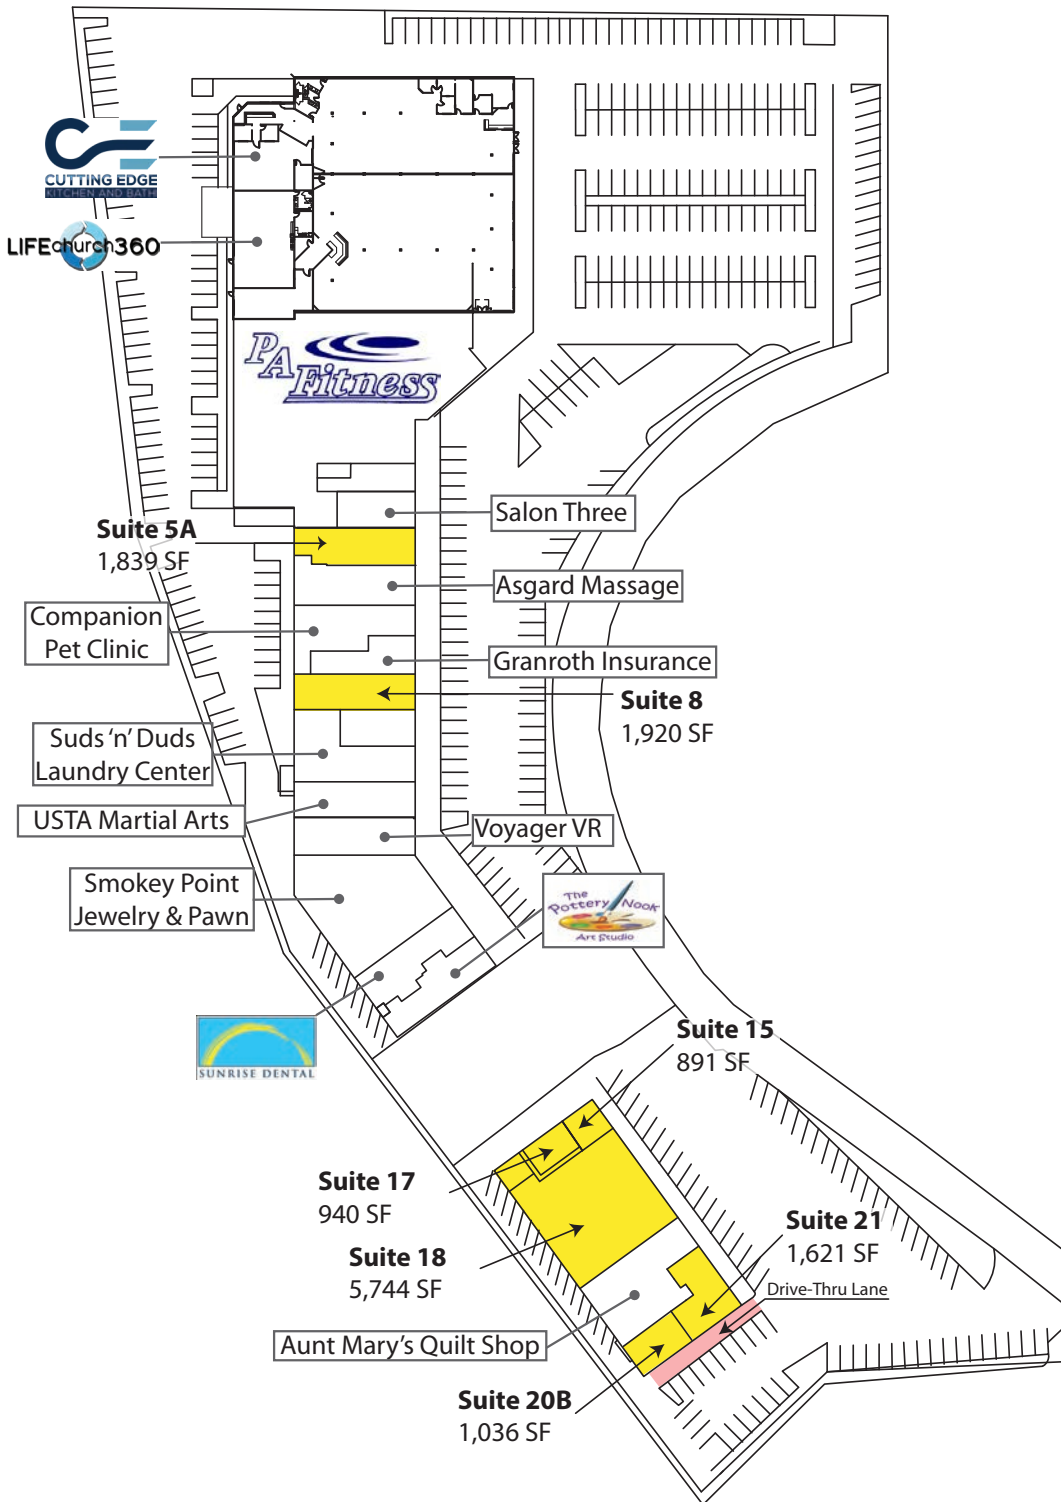 CUTTING EDGE
KITCHEN AND BATH
LIFEchurch360
PA Fitness
Salon Three
Suite 5A
1,839 SF
Asgard Massage
Companion
Pet Clinic
Granroth Insurance
Suite 8
1,920 SF
Suds ‘n’ Duds
Laundry Center
USTA Martial Arts
Voyager VR
Smokey Point
Jewelry & Pawn
The
Pottery Nook
Art Studio
SUNRISE DENTAL
Suite 15
891 SF
Suite 17
940 SF
Suite 21
1,621 SF
Suite 18
5,744 SF
Drive-Thru Lane
Aunt Mary’s Quilt Shop
Suite 20B
1,036 SF